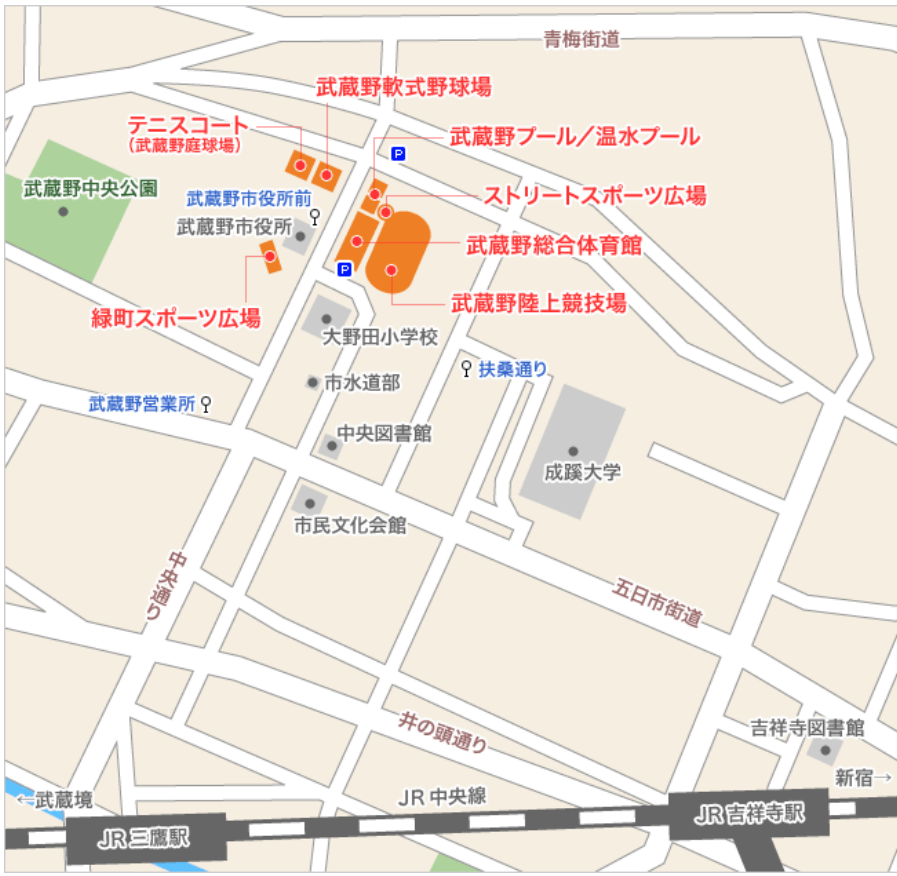 青梅街道
武蔵野軟式野球場
テニスコート
(武蔵野庭球場)
武蔵野プール／温水プール
P
武蔵野中央公園
武蔵野市役所前
ストリートスポーツ広場
武蔵野市役所
武蔵野総合体育館
P
武蔵野陸上競技場
緑町スポーツ広場
大野田小学校
扶桑通り
市水道部
武蔵野営業所
中央図書館
成蹊大学
市民文化会館
中央通り
五日市街道
井の頭通り
吉祥寺図書館
新宿→
←武蔵境
JR 中央線
JR 吉祥寺駅
JR 三鷹駅